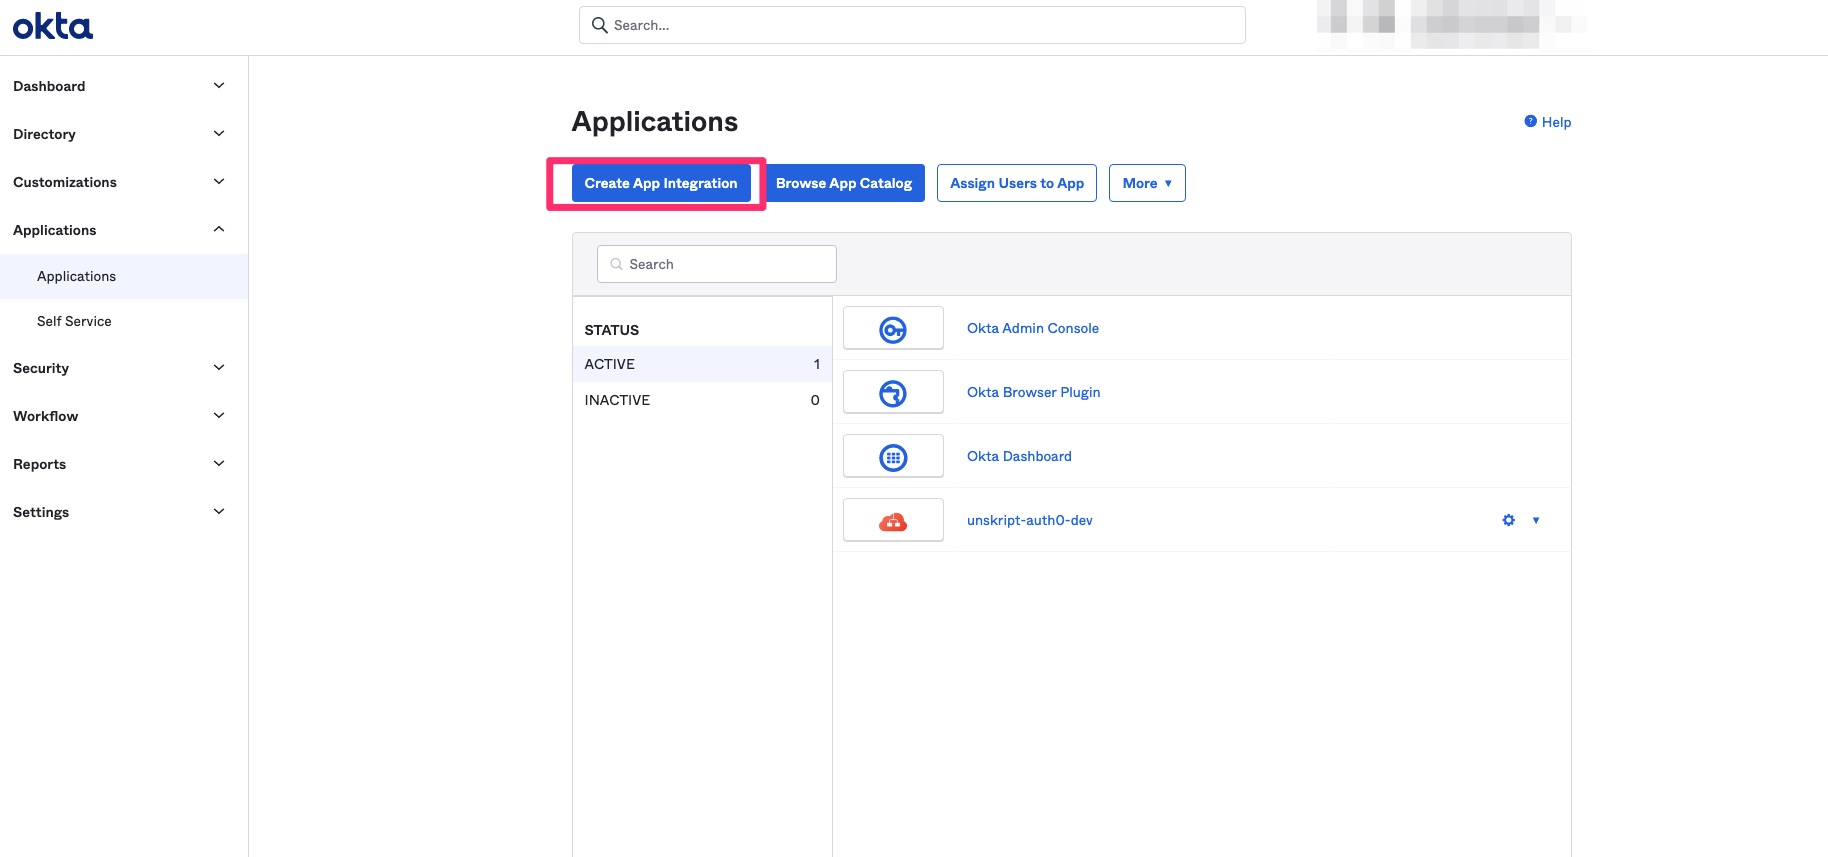 okta
Search...
Dashboard
Directory
Customizations
Applications
Applications
Self Service
Security
Workflow
Reports
Settings
Applications
Help
Create App Integration
Browse App Catalog
Assign Users to App
More
Search
STATUS
ACTIVE 1
INACTIVE 0
Okta Admin Console
Okta Browser Plugin
Okta Dashboard
unskript-auth0-dev